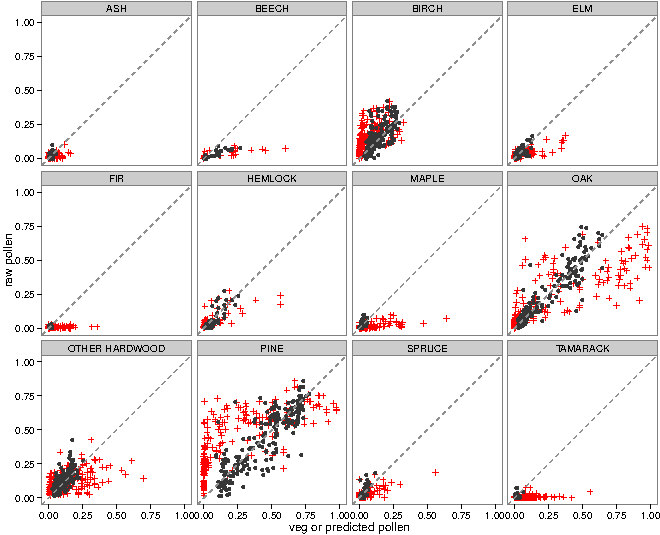 ASH BEECH BIRCH ELM
1.00
0.75
0.50
0.25
0.00
FIR HEMLOCK MAPLE OAK
1.00
0.75
0.50
0.25
0.00
raw pollen
OTHER HARDWOOD PINE SPRUCE TAMARACK
1.00
0.75
0.50
0.25
0.00
0.00 0.25 0.50 0.75 1.00 0.00 0.25 0.50 0.75 1.00 0.00 0.25 0.50 0.75 1.00 0.00 0.25 0.50 0.75 1.00
veg or predicted pollen